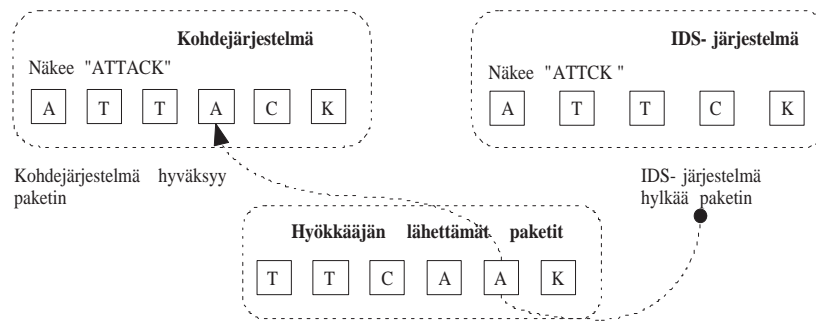 Kohdejärjestelmä
Näkee "ATTACK"
A T T A C K
Kohdejärjestelmä hyväksyy
paketin
IDS- järjestelmä
Näkee "ATTCK "
A T T C K
IDS- järjestelmä
hylkää paketin
Hyökkääjän lähettämät paketit
T T C A A K